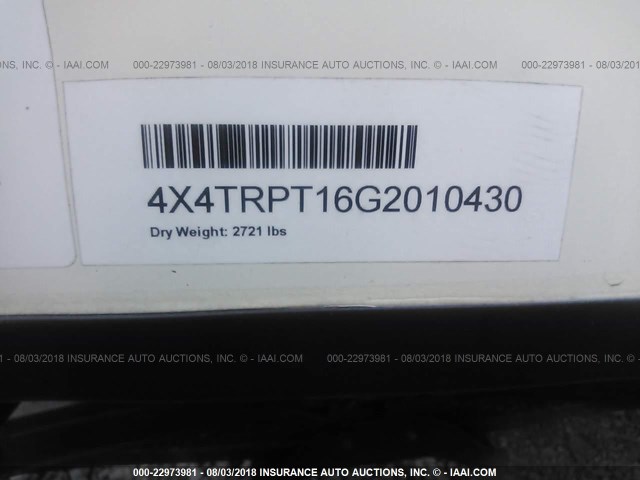 NS, INC. © - IAAI.COM 000-22973981 - 08/03/2018 INSURANCE AUTO AUCTIONS, INC. © - IAAI.COM 000-22973981 - 08/03/
4X4TRPT16G2010430
Dry Weight: 2721 lbs
1 - 08/03/2018 INSURANCE AUTO AUCTIONS, INC. © - IAAI.COM 000-22973981 - 08/03/2018 INSURANCE AUTO AUCTIONS, INC. ©
000-22973981 - 08/03/2018 INSURANCE AUTO AUCTIONS, INC. © - IAAI.COM